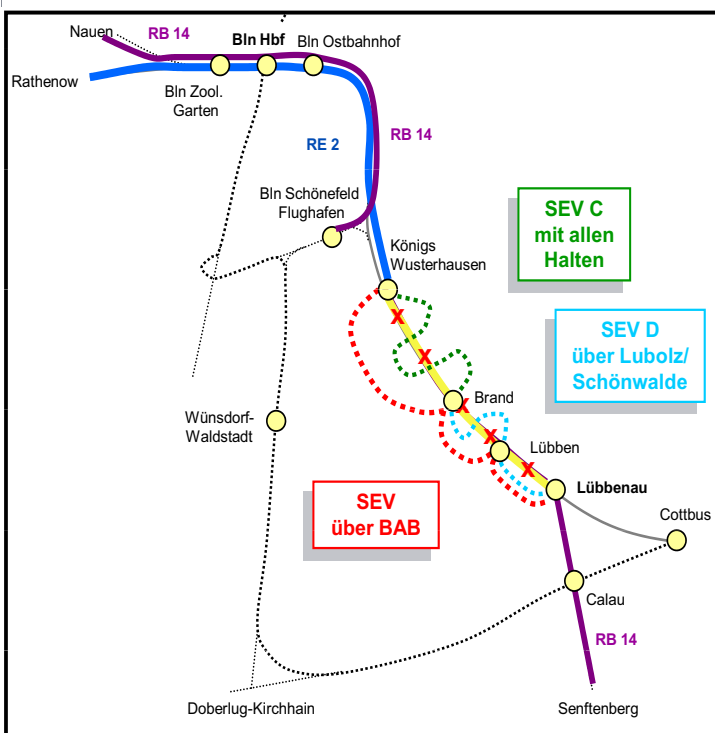 Nauen
RB 14
Bln Hbf
Bln Ostbahnhof
Rathenow
Bln Zool.
Garten
RE 2
RB 14
Bln Schönefeld
Flughafen
SEV C
mit allen
Halten
Königs
Wusterhausen
X
X
SEV D
über Lubolz/
Schönwalde
Brand
X
Wünsdorf-
Waldstadt
X
Lübben
X
Lübbenau
SEV
über BAB
Cottbus
Calau
RB 14
Doberlug-Kirchhain
Senftenberg